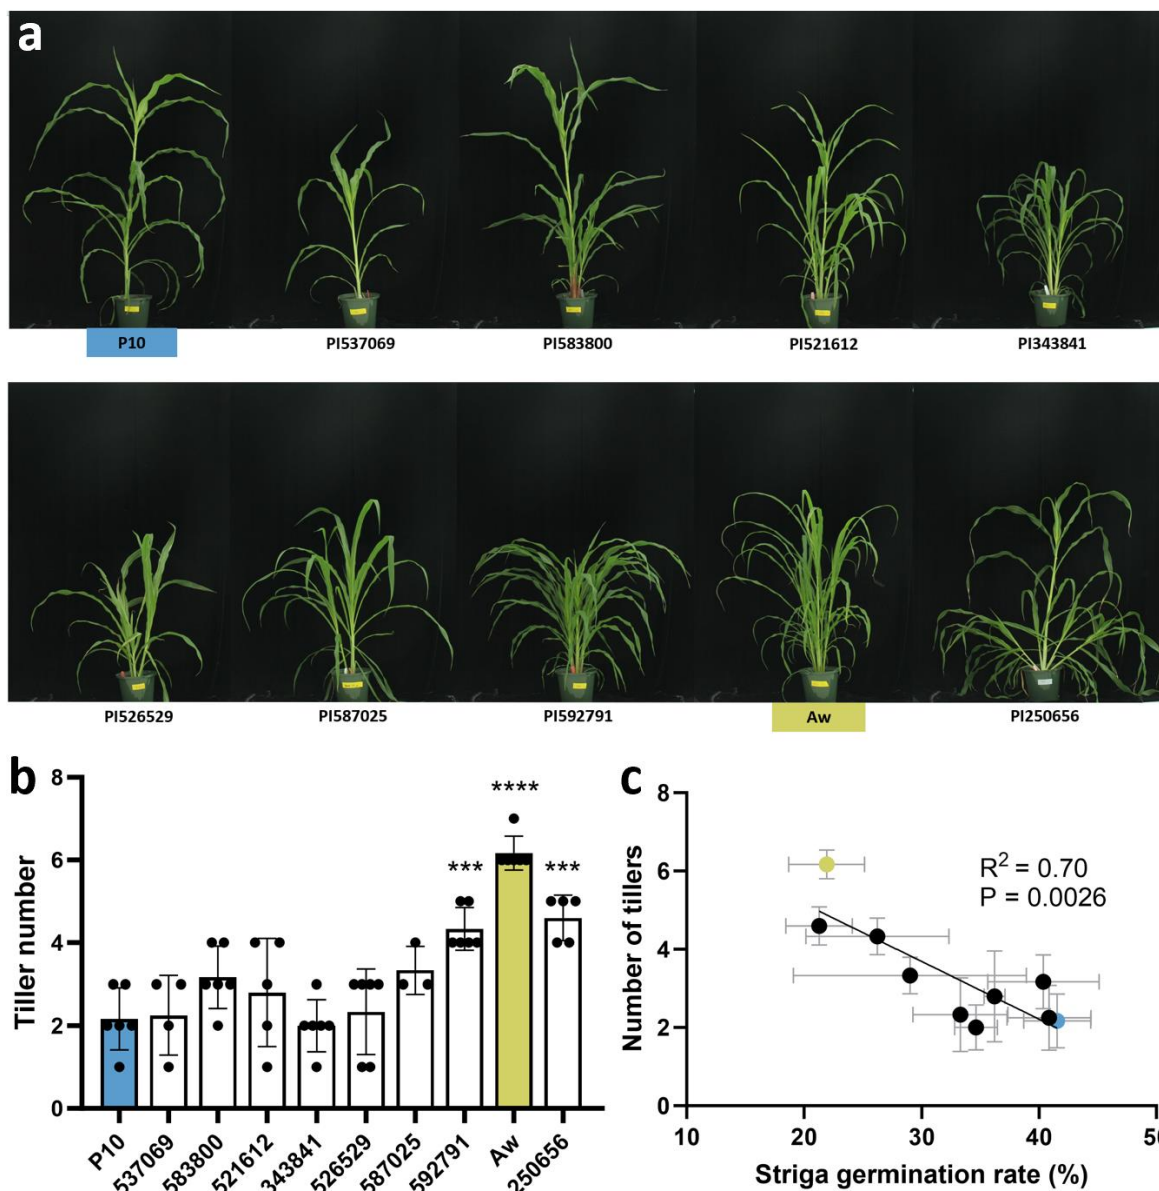 a
P10
PI537069
PI583800
PI521612
PI343841
PI526529
PI587025
PI592791
Aw
PI250656
b
Tiller number
8
6
4
2
0
****
***
***
P10
537069
583800
521612
343841
526529
587025
592791
Aw
250656
c
Number of tillers
8
6
4
2
0
R² = 0.70
P = 0.0026
10
20
30
40
50
Striga germination rate (%)